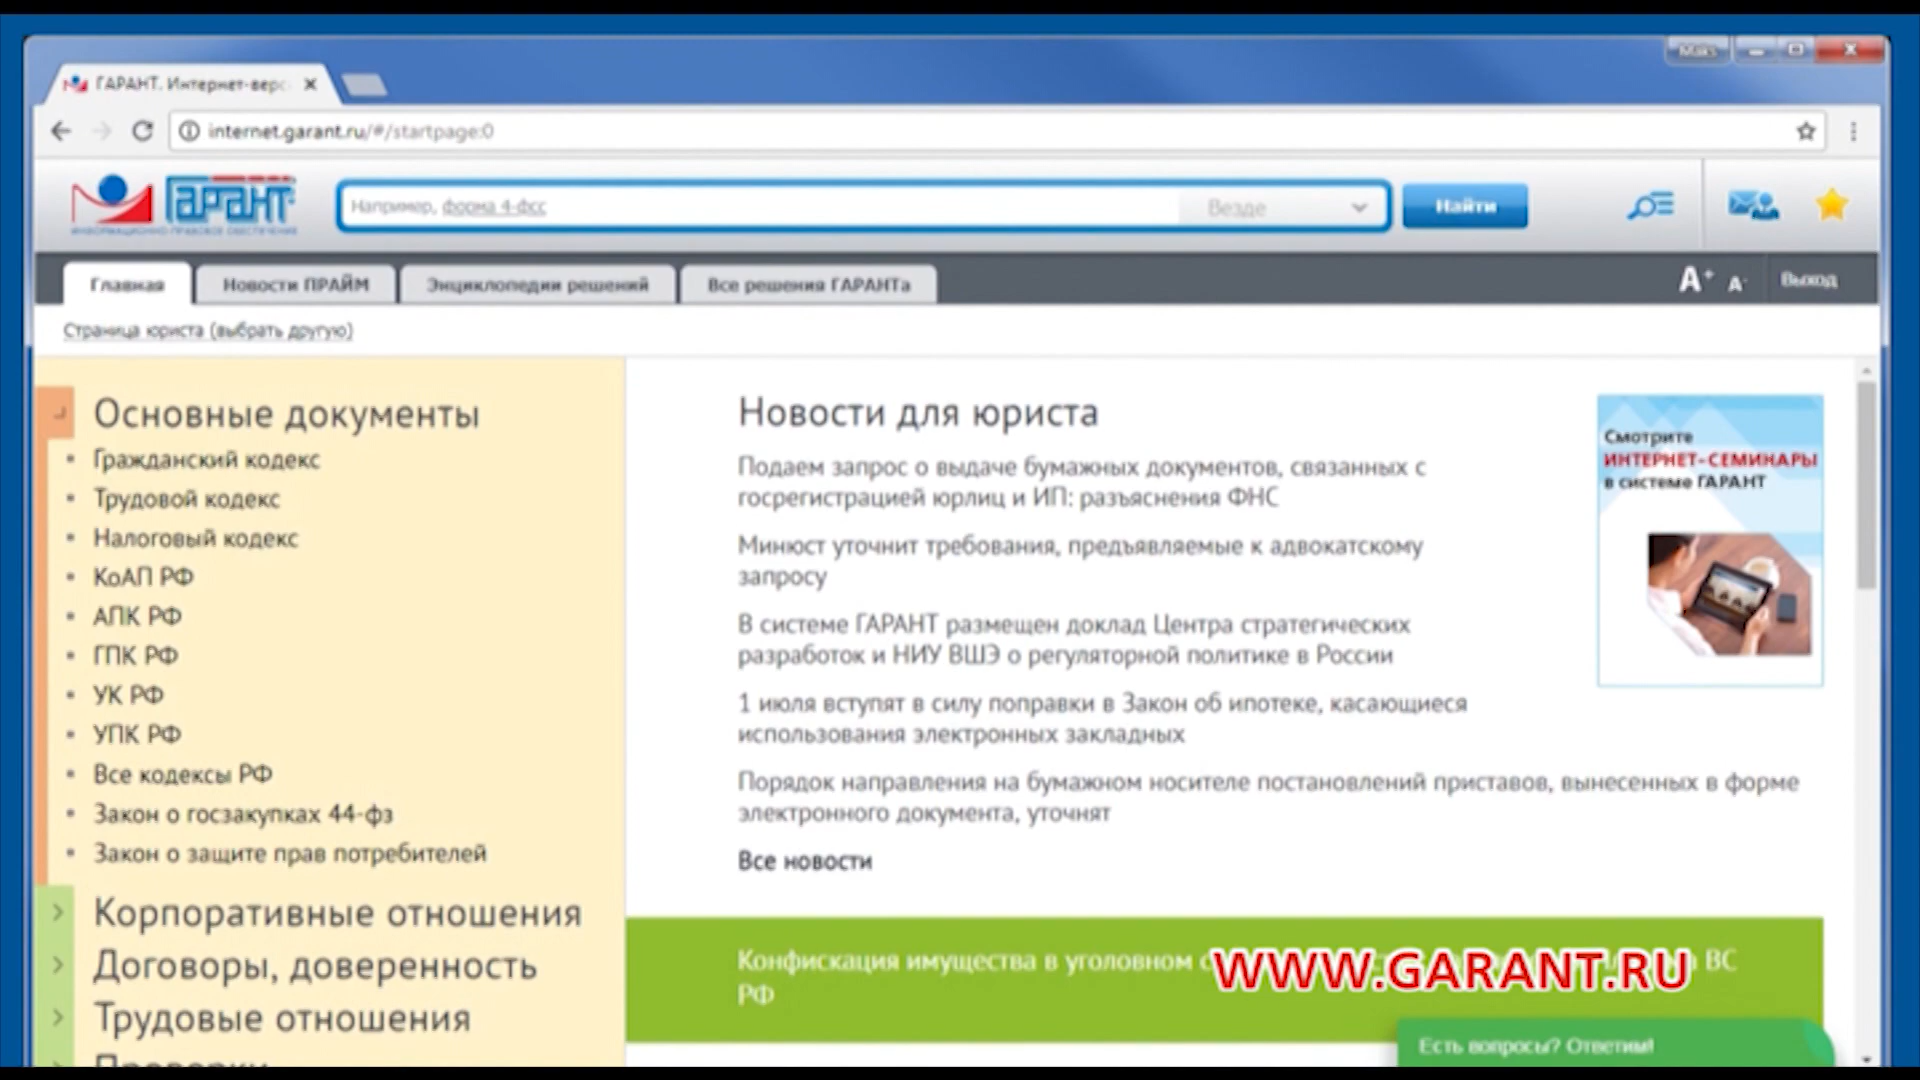 Maks
ГАРАНТ. Интернет-верс
internet.garant.ru/#/startpage:0
ГАРАНТ
ИНФОРМАЦИОННО-ПРАВОВОЕ ОБЕСПЕЧЕНИЕ
Например, форма 4-фсс
Везде
Найти
Главная
Новости ПРАЙМ
Энциклопедии решений
Все решения ГАРАНТа
A+ A-
Выход
Страница юриста (выбрать другую)
Основные документы
• Гражданский кодекс
• Трудовой кодекс
• Налоговый кодекс
• КоАП РФ
• АПК РФ
• ГПК РФ
• УК РФ
• УПК РФ
• Все кодексы РФ
• Закон о госзакупках 44-фз
• Закон о защите прав потребителей
Корпоративные отношения
Договоры, доверенность
Трудовые отношения
Проверки
Новости для юриста
Подаем запрос о выдаче бумажных документов, связанных с
госрегистрацией юрлиц и ИП: разъяснения ФНС
Минюст уточнит требования, предъявляемые к адвокатскому
запросу
В системе ГАРАНТ размещен доклад Центра стратегических
разработок и НИУ ВШЭ о регуляторной политике в России
1 июля вступят в силу поправки в Закон об ипотеке, касающиеся
использования электронных закладных
Порядок направления на бумажном носителе постановлений приставов, вынесенных в форме
электронного документа, уточнят
Все новости
Смотрите
ИНТЕРНЕТ-СЕМИНАРЫ
в системе ГАРАНТ
Конфискация имущества в уголовном ВС
РФ
WWW.GARANT.RU
Есть вопросы? Ответим!